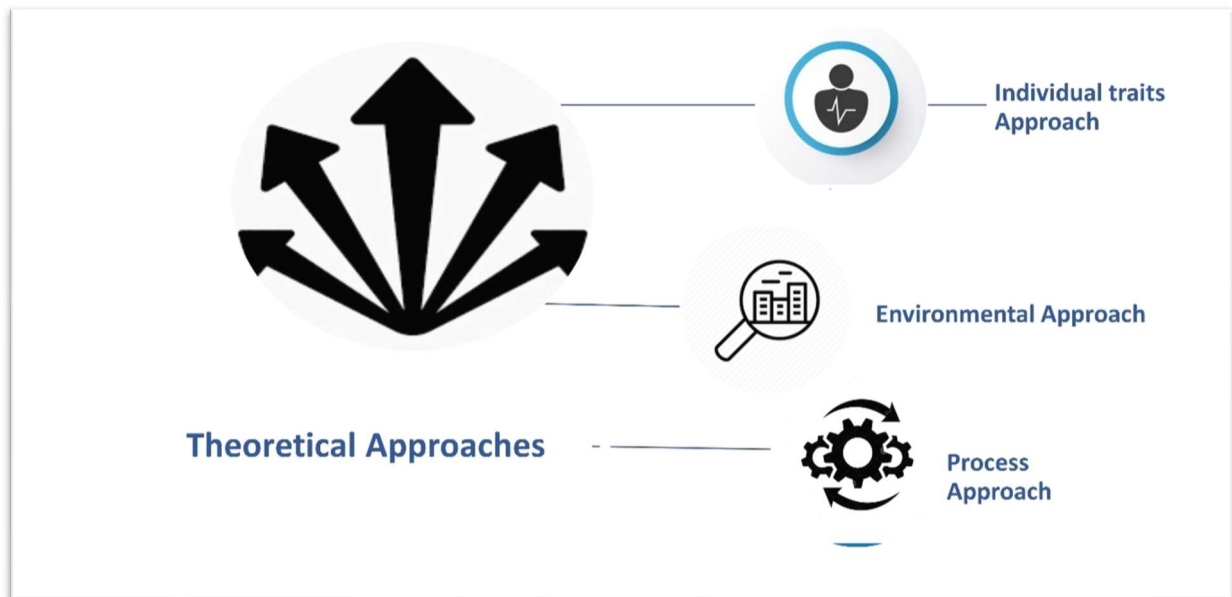 Individual traits
Approach
Environmental Approach
Theoretical Approaches
Process
Approach